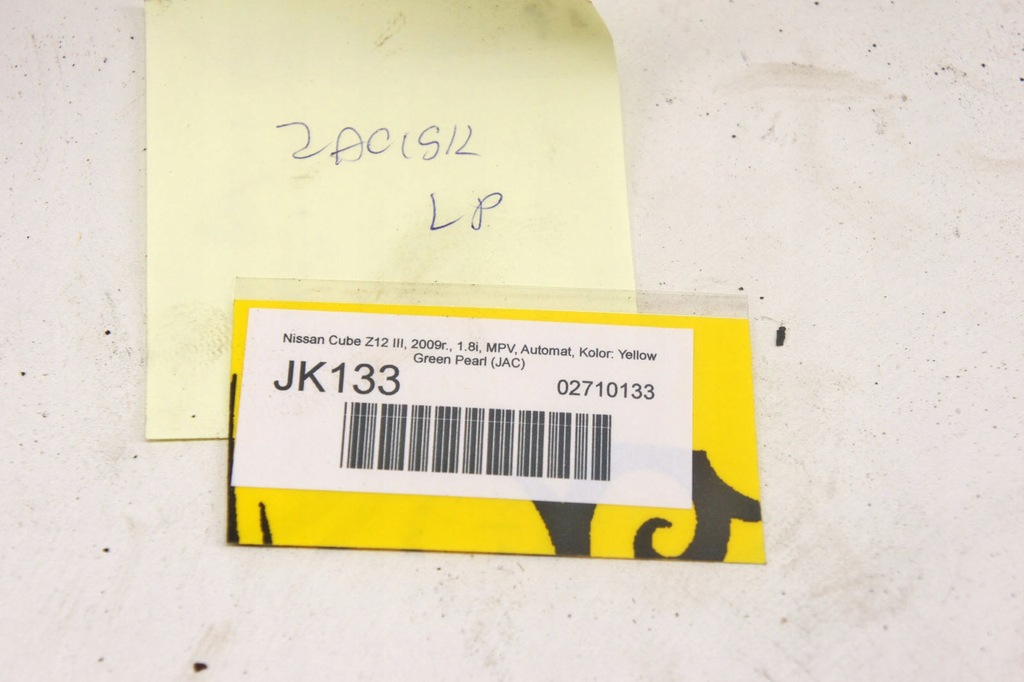 ZACISK
LP
Nissan Cube Z12 III, 2009r., 1.8i, MPV, Automat, Kolor: Yellow
Green Pearl (JAC)
JK133
02710133